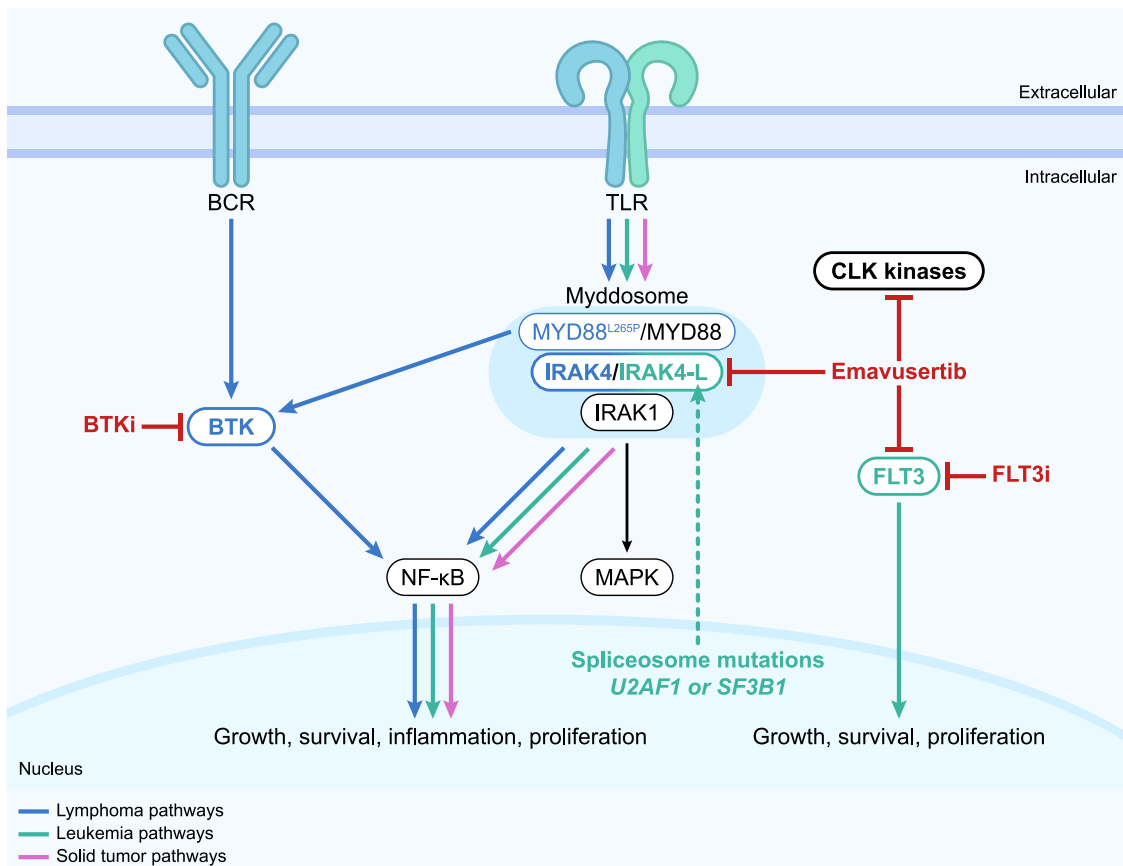 Extracellular
Intracellular
BCR
TLR
CLK kinases
Myddosome
MYD88L265P/MYD88
IRAK4/IRAK4-L
Emavusertib
IRAK1
BTKi
BTK
FLT3
FLT3i
NF-κB
MAPK
Spliceosome mutations
U2AF1 or SF3B1
Growth, survival, inflammation, proliferation
Growth, survival, proliferation
Nucleus
Lymphoma pathways
Leukemia pathways
Solid tumor pathways